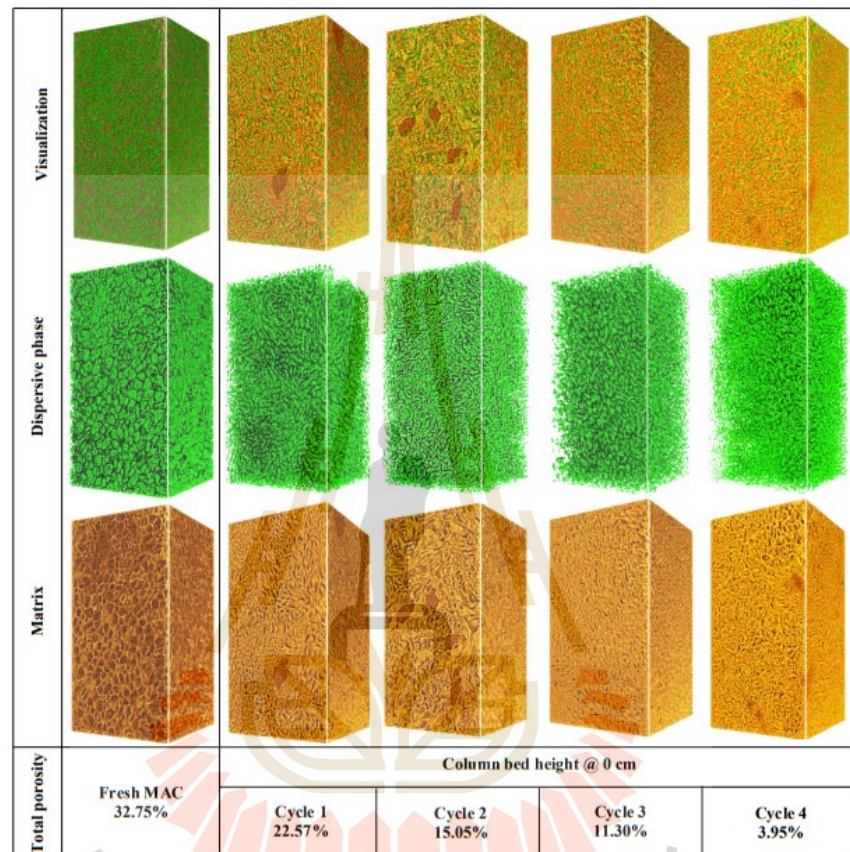 Visualization
Dispersive phase
Matrix
Total porosity
Fresh MAC
32.75%
Column bed height @ 0 cm
Cycle 1
22.57%
Cycle 2
15.05%
Cycle 3
11.30%
Cycle 4
3.95%